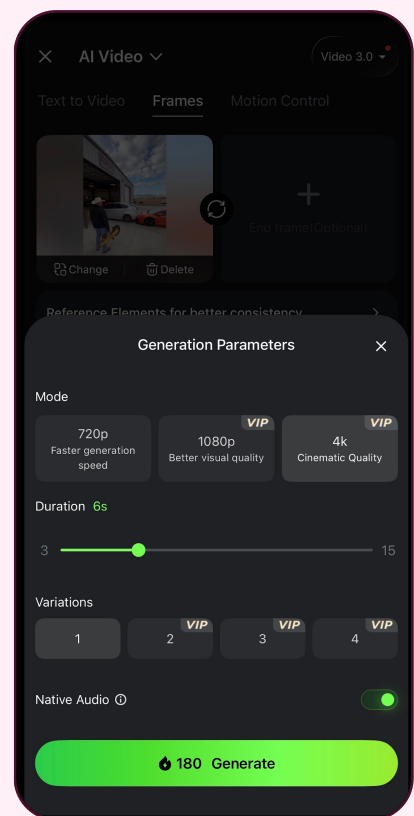 AI Video
Video 3.0
Text to Video Frames Motion Control
End frame(Optional)
Change Delete
Reference Elements for better consistency
Generation Parameters
Mode
720p
Faster generation
speed
VIP
1080p
Better visual quality
VIP
4k
Cinematic Quality
Duration 6s
3 15
Variations
1
VIP
2
VIP
3
VIP
4
Native Audio
180 Generate